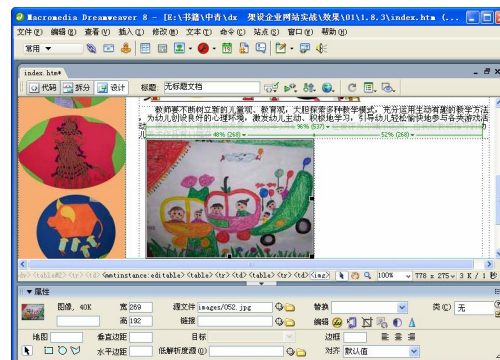 Macromedia Dreamweaver 8 - [E:\书籍\中青\dx 架设企业网站实战\效果\01\1.8.3\index.htm (...
文件(F) 编辑(E) 查看(V) 插入(I) 修改(M) 文本(T) 命令(C) 站点(S) 窗口(W) 帮助(H)
常用
index.htm*
代码 拆分 设计 标题: 无标题文档
教师要不断树立新的儿童观、教育观,大胆探索多种教学模式,充分运用主动有趣的教学方法
,为幼儿创设良好的心理环境,激发幼儿主动、积极地学习,引导幼儿轻松愉快地参与各类游戏活
动
96% (537)
儿
48% (268) 52% (268)
<table> <tr> <td> <mmtinstance:editable> <table> <tr> <td> <table> <tr> <td> <img> 100% 778 x 275 3 K / 1 秒
属性
图像, 40K 宽 269 源文件 images/052.jpg 替换 类(C) 无
高 192 链接 编辑
地图 垂直边距 目标 边框
水平边距 低解析度源(O) 对齐 默认值